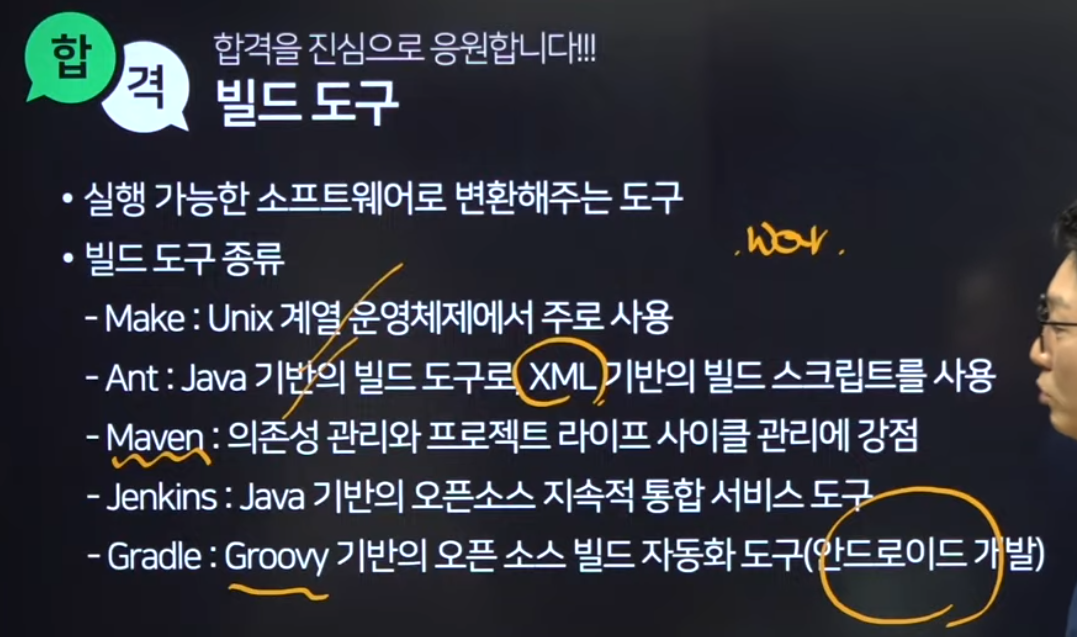 합
격
합격을 진심으로 응원합니다!!!
빌드 도구
• 실행 가능한 소프트웨어로 변환해주는 도구
• 빌드 도구 종류
- Make : Unix 계열 운영체제에서 주로 사용
- Ant : Java 기반의 빌드 도구로, XML 기반의 빌드 스크립트를 사용
- Maven : 의존성 관리와 프로젝트 라이프 사이클 관리에 강점
- Jenkins : Java 기반의 오픈소스 지속적 통합 서비스 도구
- Gradle : Groovy 기반의 오픈 소스 빌드 자동화 도구(안드로이드 개발)